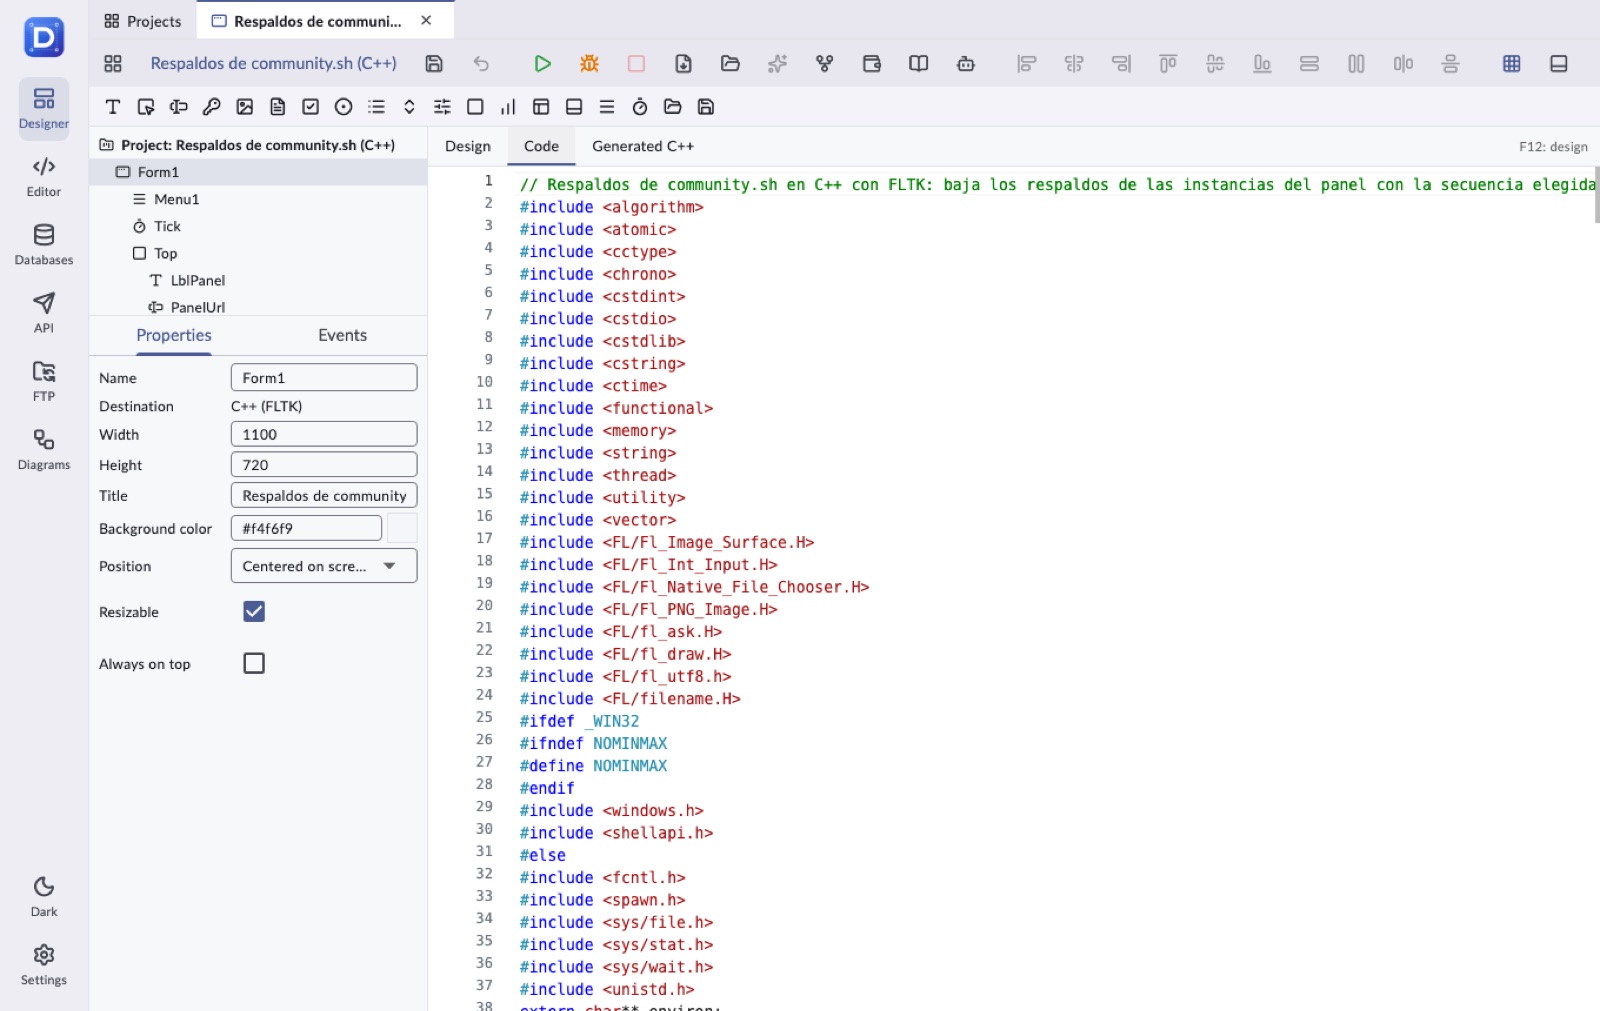 Projects
Respaldos de communi...
Respaldos de community.sh (C++)
Designer
Editor
Databases
API
FTP
Diagrams
Dark
Settings
Project: Respaldos de community.sh (C++)
Form1
Menu1
Tick
Top
LblPanel
PanelUrl
Properties
Events
Name
Form1
Destination
C++ (FLTK)
Width
1100
Height
720
Title
Respaldos de community
Background color
#f4f6f9
Position
Centered on scre...
Resizable
Always on top
Design
Code
Generated C++
F12: design
1 // Respaldos de community.sh en C++ con FLTK: baja los respaldos de las instancias del panel con la secuencia elegida
2 #include <algorithm>
3 #include <atomic>
4 #include <cctype>
5 #include <chrono>
6 #include <cstdint>
7 #include <cstdio>
8 #include <cstdlib>
9 #include <cstring>
10 #include <ctime>
11 #include <functional>
12 #include <memory>
13 #include <string>
14 #include <thread>
15 #include <utility>
16 #include <vector>
17 #include <FL/Fl_Image_Surface.H>
18 #include <FL/Fl_Int_Input.H>
19 #include <FL/Fl_Native_File_Chooser.H>
20 #include <FL/Fl_PNG_Image.H>
21 #include <FL/fl_ask.H>
22 #include <FL/fl_draw.H>
23 #include <FL/fl_utf8.h>
24 #include <FL/filename.H>
25 #ifdef _WIN32
26 #ifndef NOMINMAX
27 #define NOMINMAX
28 #endif
29 #include <windows.h>
30 #include <shellapi.h>
31 #else
32 #include <fcntl.h>
33 #include <spawn.h>
34 #include <sys/file.h>
35 #include <sys/stat.h>
36 #include <sys/wait.h>
37 #include <unistd.h>
38 extern char** environ;